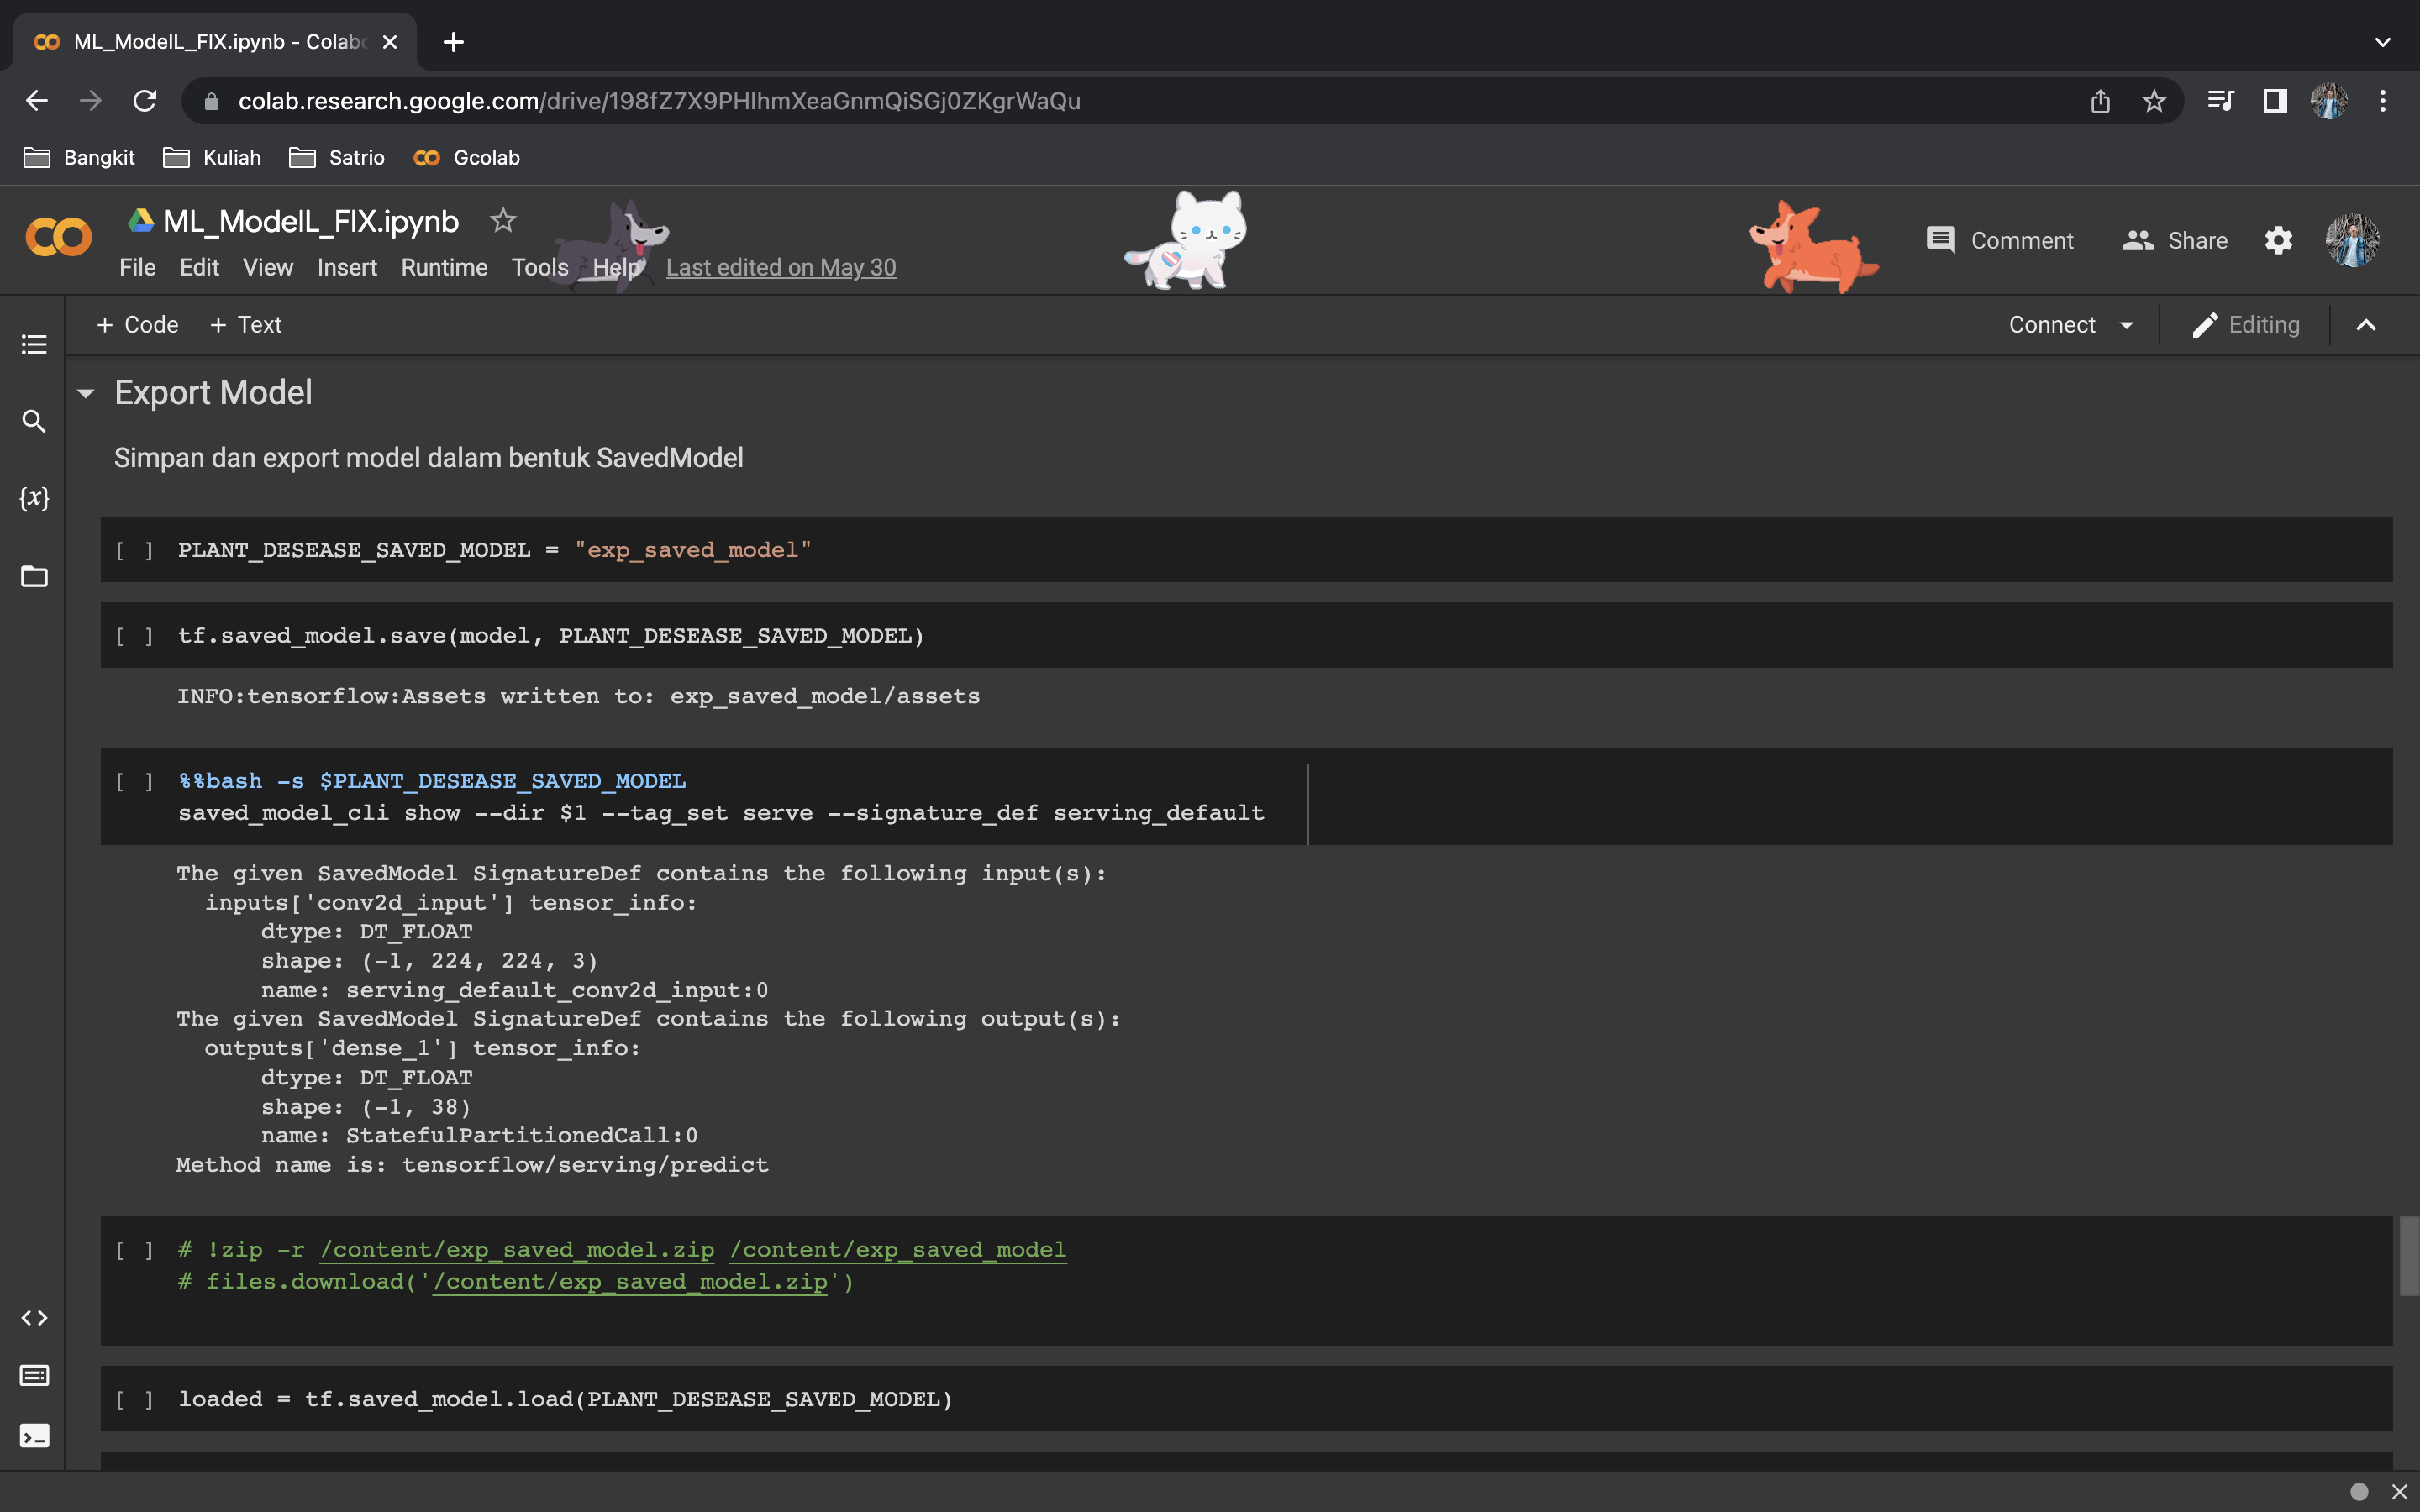 ML_ModelL_FIX.ipynb - Colab
colab.research.google.com/drive/198fZ7X9PHIhmXeaGnmQiSGj0ZKgrWaQu
Bangkit Kuliah Satrio Gcolab
ML_ModelL_FIX.ipynb
File Edit View Insert Runtime Tools Help Last edited on May 30
Comment Share
+ Code + Text
Connect Editing
Export Model
Simpan dan export model dalam bentuk SavedModel
[ ] PLANT_DESEASE_SAVED_MODEL = "exp_saved_model"
[ ] tf.saved_model.save(model, PLANT_DESEASE_SAVED_MODEL)
INFO:tensorflow:Assets written to: exp_saved_model/assets
[ ] %%bash -s $PLANT_DESEASE_SAVED_MODEL
saved_model_cli show --dir $1 --tag_set serve --signature_def serving_default
The given SavedModel SignatureDef contains the following input(s):
inputs['conv2d_input'] tensor_info:
dtype: DT_FLOAT
shape: (-1, 224, 224, 3)
name: serving_default_conv2d_input:0
The given SavedModel SignatureDef contains the following output(s):
outputs['dense_1'] tensor_info:
dtype: DT_FLOAT
shape: (-1, 38)
name: StatefulPartitionedCall:0
Method name is: tensorflow/serving/predict
[ ] # !zip -r /content/exp_saved_model.zip /content/exp_saved_model
# files.download('/content/exp_saved_model.zip')
[ ] loaded = tf.saved_model.load(PLANT_DESEASE_SAVED_MODEL)